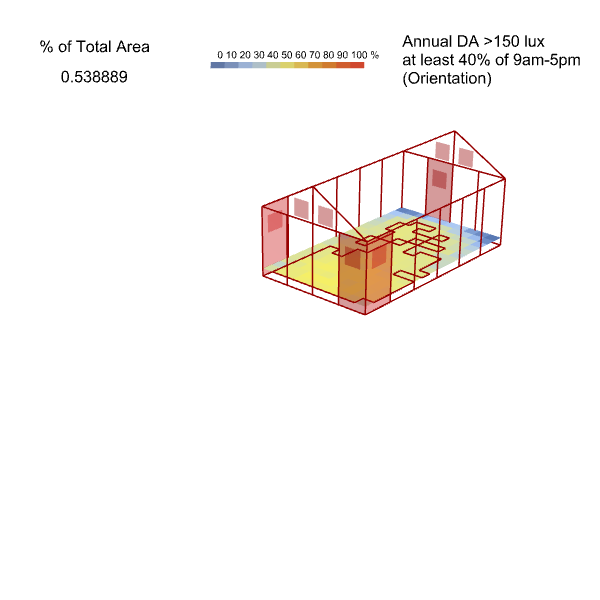 % of Total Area
0.538889
0 10 20 30 40 50 60 70 80 90 100 %
Annual DA >150 lux
at least 40% of 9am-5pm
(Orientation)